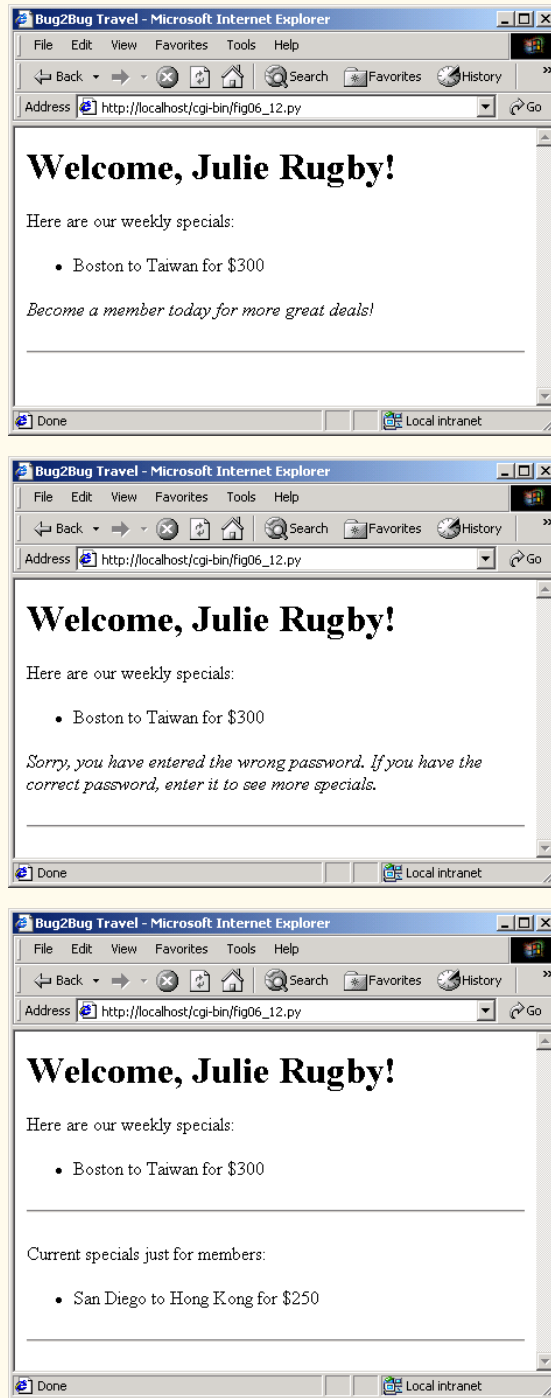 Bug2Bug Travel - Microsoft Internet Explorer
File Edit View Favorites Tools Help
Back Search Favorites History »
Address http://localhost/cgi-bin/fig06_12.py Go
Welcome, Julie Rugby!
Here are our weekly specials:
• Boston to Taiwan for $300
Become a member today for more great deals!
Done Local intranet
Bug2Bug Travel - Microsoft Internet Explorer
File Edit View Favorites Tools Help
Back Search Favorites History »
Address http://localhost/cgi-bin/fig06_12.py Go
Welcome, Julie Rugby!
Here are our weekly specials:
• Boston to Taiwan for $300
Sorry, you have entered the wrong password. If you have the
correct password, enter it to see more specials.
Done Local intranet
Bug2Bug Travel - Microsoft Internet Explorer
File Edit View Favorites Tools Help
Back Search Favorites History »
Address http://localhost/cgi-bin/fig06_12.py Go
Welcome, Julie Rugby!
Here are our weekly specials:
• Boston to Taiwan for $300
Current specials just for members:
• San Diego to Hong Kong for $250
Done Local intranet